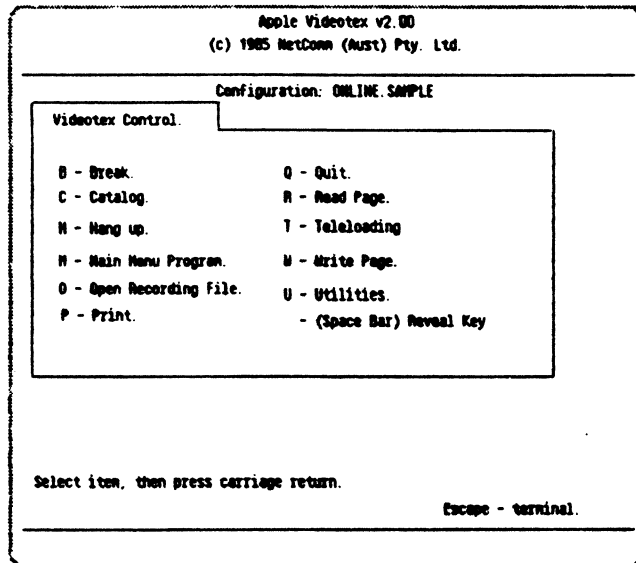 Apple Videotex v2.00
(c) 1985 NetComm (Aust) Pty. Ltd.
Configuration: ONLINE.SAMPLE
Videotex Control.
B - Break.
C - Catalog.
H - Hang up.
M - Main Menu Program.
O - Open Recording File.
P - Print.
Q - Quit.
R - Read Page.
T - Teleloading
W - Write Page.
U - Utilities.
- (Space Bar) Reveal Key
Select item, then press carriage return.
Escape - terminal.